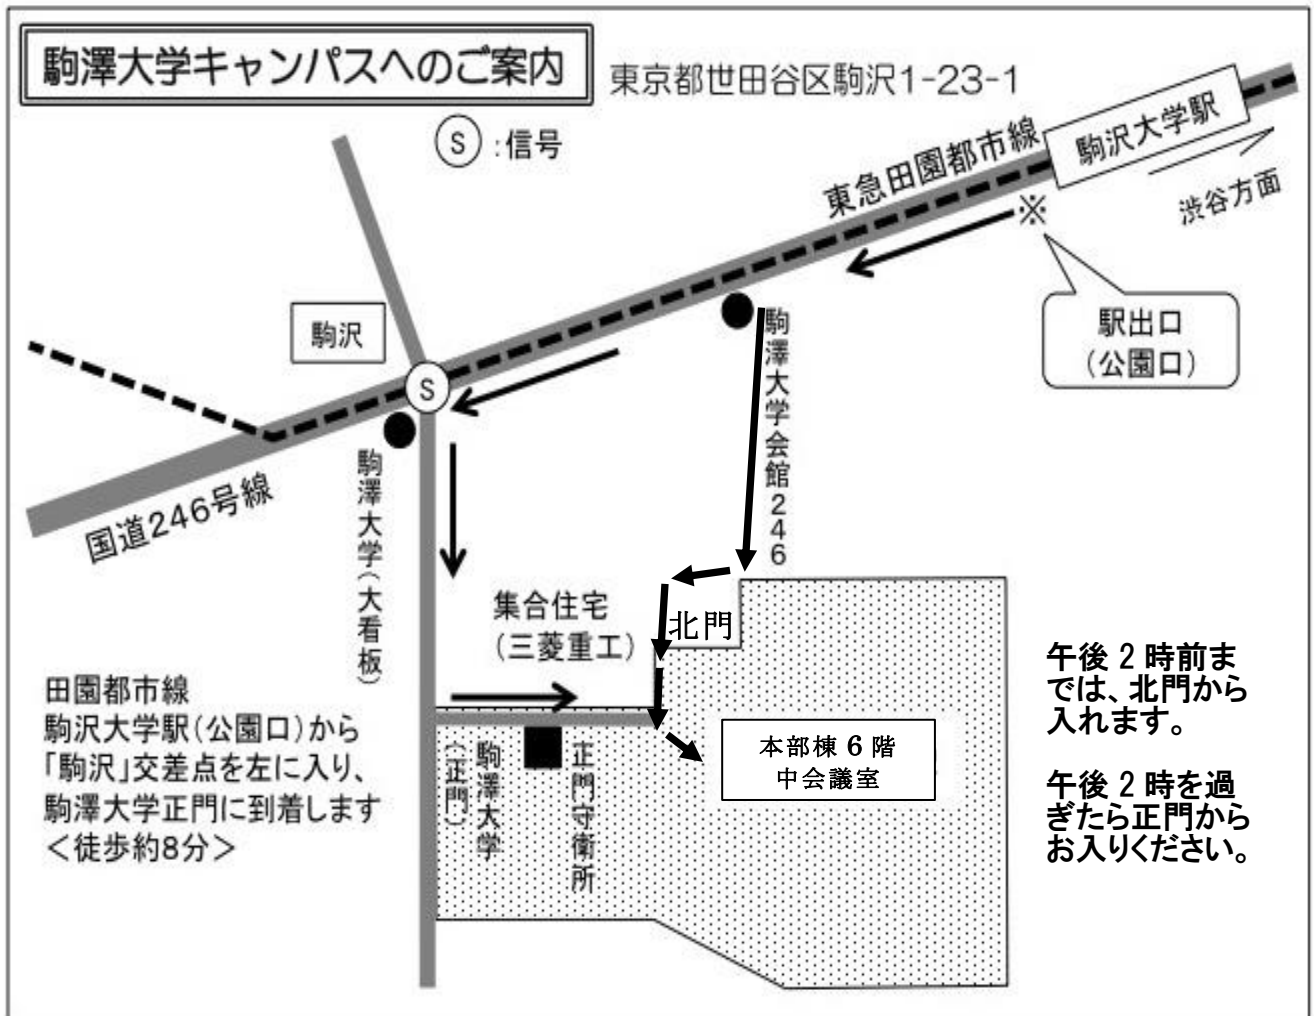 駒澤大学キャンパスへのご案内
東京都世田谷区駒沢1-23-1
S:信号
駒沢大学駅
東急田園都市線
渋谷方面
※
駅出口
(公園口)
駒沢
S
駒澤大学会館246
国道246号線
駒澤大学(大看板)
集合住宅
(三菱重工)
北門
田園都市線
駒沢大学駅(公園口)から
「駒沢」交差点を左に入り、
駒澤大学正門に到着します
<徒歩約8分>
駒澤大学
(正門)
正門守衛所
本部棟 6 階
中会議室
午後 2 時前ま
では、北門から
入れます。
午後 2 時を過
ぎたら正門から
お入りください。